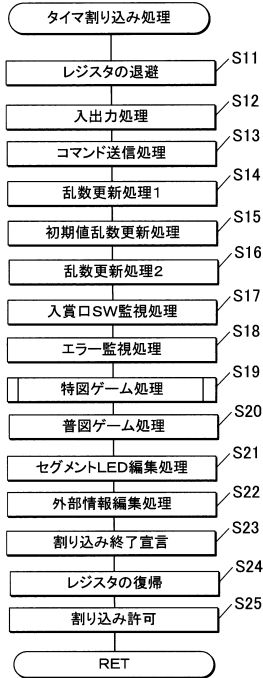 タイマ割り込み処理
レジスタの退避
S11
入出力処理
S12
コマンド送信処理
S13
乱数更新処理1
S14
初期値乱数更新処理
S15
乱数更新処理2
S16
入賞口SW監視処理
S17
エラー監視処理
S18
特図ゲーム処理
S19
普図ゲーム処理
S20
セグメントLED編集処理
S21
外部情報編集処理
S22
割り込み終了宣言
S23
レジスタの復帰
S24
割り込み許可
S25
RET